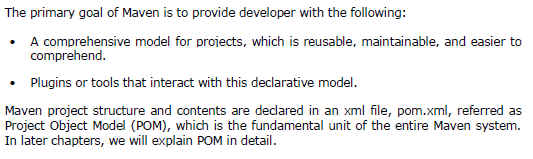 The primary goal of Maven is to provide developer with the following:
• A comprehensive model for projects, which is reusable, maintainable, and easier to
comprehend.
• Plugins or tools that interact with this declarative model.
Maven project structure and contents are declared in an xml file, pom.xml, referred as
Project Object Model (POM), which is the fundamental unit of the entire Maven system.
In later chapters, we will explain POM in detail.